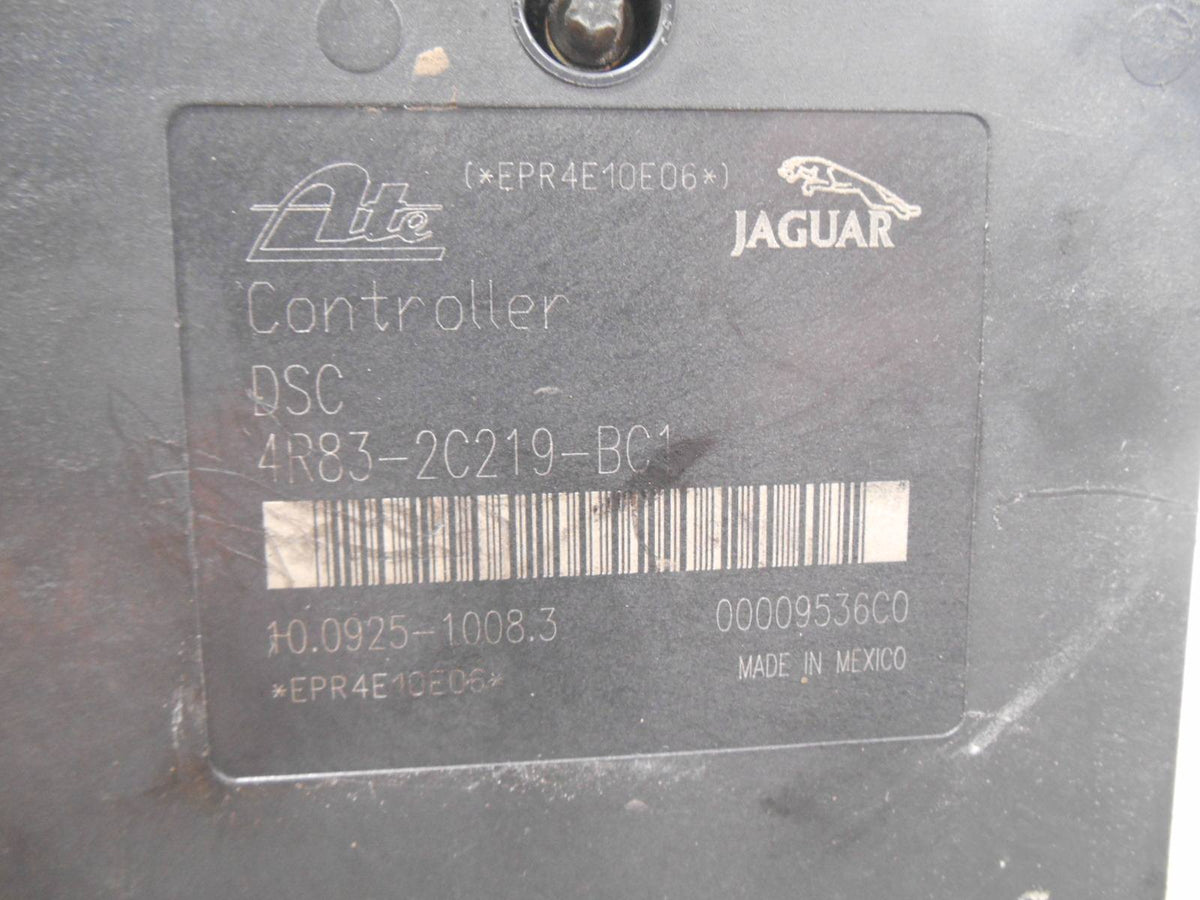 (*EPR4E10E06*)
Ate
JAGUAR
Controller
DSC
4R83-2C219-BC1
10.0925-1008.3
00009536C0
*EPR4E10E06*
MADE IN MEXICO